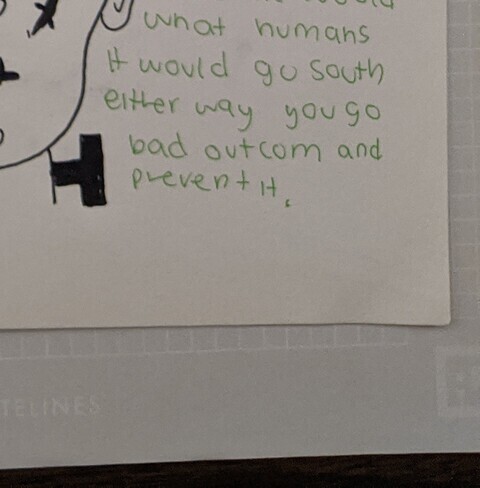 what humans
it would go south
either way you go
bad outcom and
prevent it.
TELINES